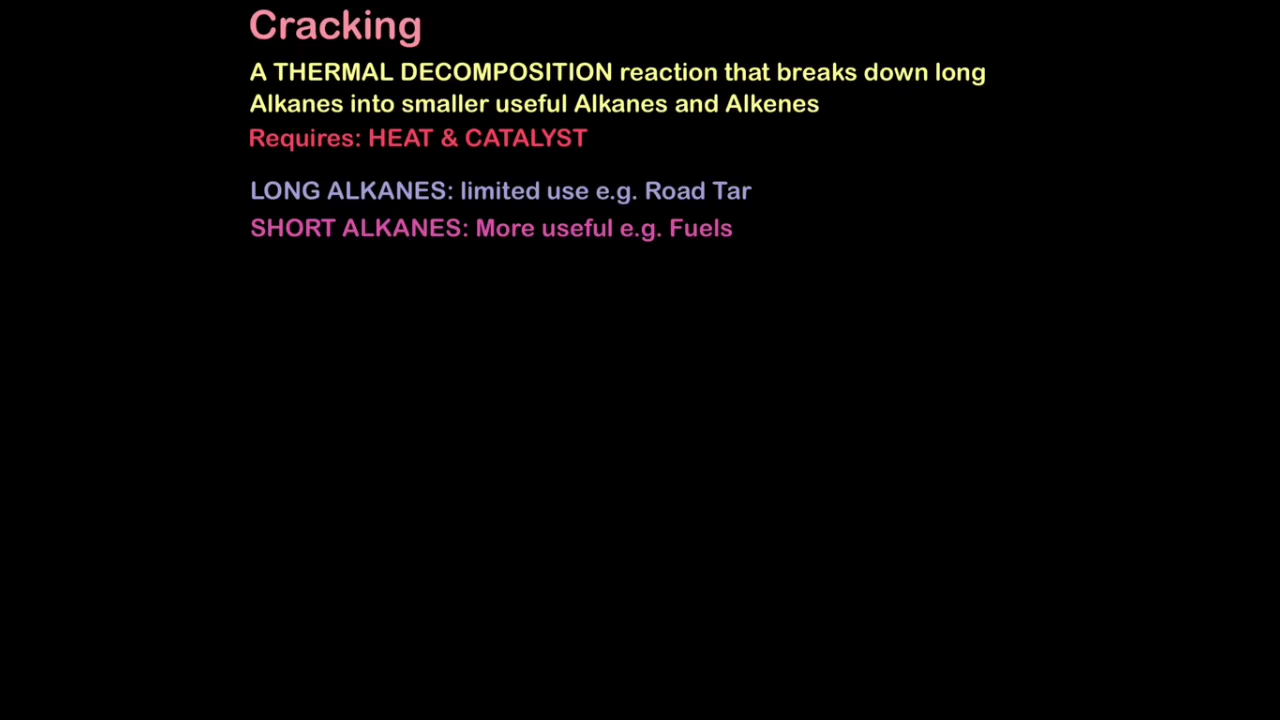 Cracking
A THERMAL DECOMPOSITION reaction that breaks down long
Alkanes into smaller useful Alkanes and Alkenes
Requires: HEAT & CATALYST
LONG ALKANES: limited use e.g. Road Tar
SHORT ALKANES: More useful e.g. Fuels